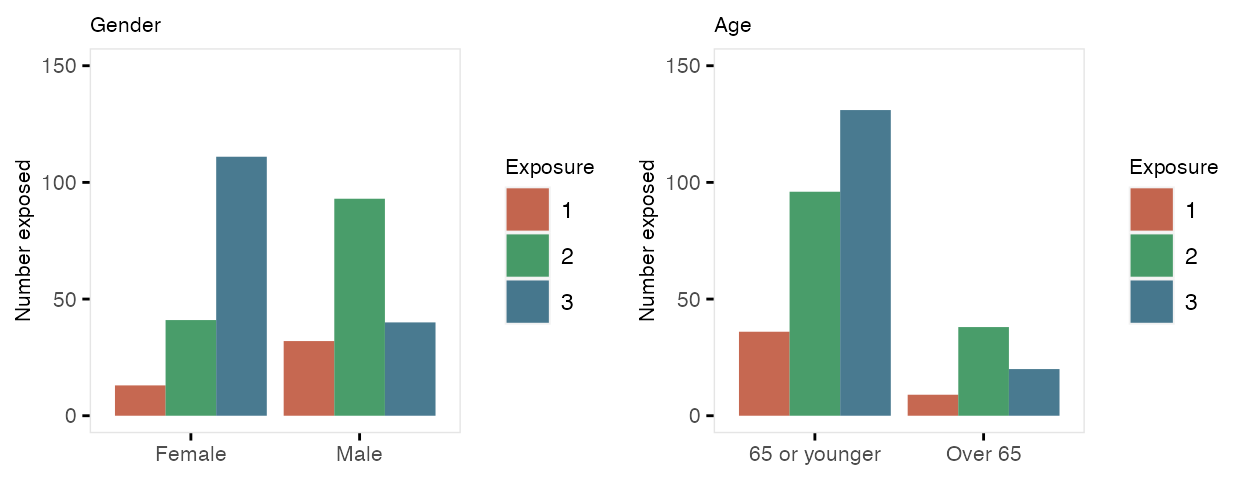 Gender
150
100
50
0
Number exposed
Female
Male
Exposure
1
2
3
Age
150
100
50
0
Number exposed
65 or younger
Over 65
Exposure
1
2
3